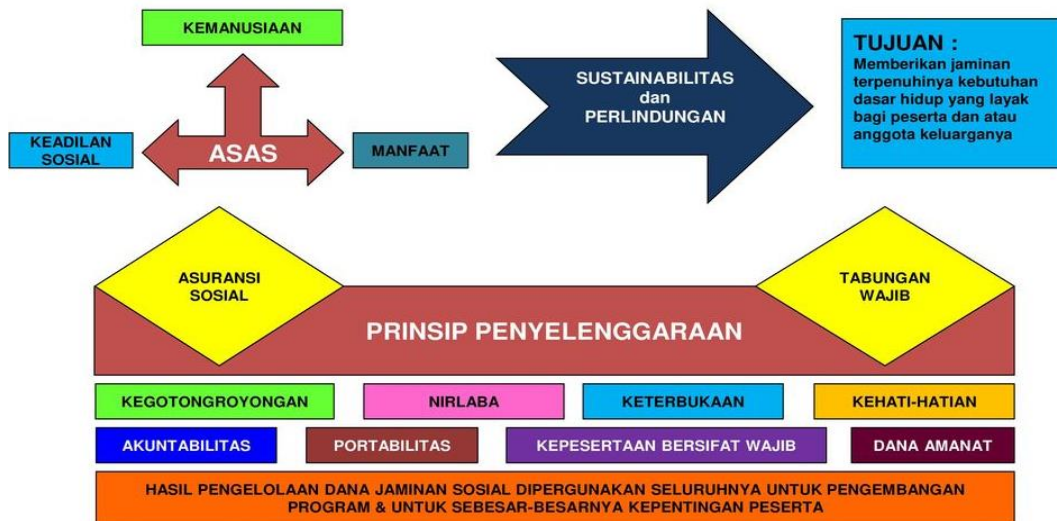 KEMANUSIAAN
KEADILAN
SOSIAL
ASAS
MANFAAT
SUSTAINABILITAS
dan
PERLINDUNGAN
TUJUAN :
Memberikan jaminan
terpenuhinya kebutuhan
dasar hidup yang layak
bagi peserta dan atau
anggota keluarganya
ASURANSI
SOSIAL
TABUNGAN
WAJIB
PRINSIP PENYELENGGARAAN
KEGOTONGROYONGAN
NIRLABA
KETERBUKAAN
KEHATI-HATIAN
AKUNTABILITAS
PORTABILITAS
KEPESERTAAN BERSIFAT WAJIB
DANA AMANAT
HASIL PENGELOLAAN DANA JAMINAN SOSIAL DIPERGUNAKAN SELURUHNYA UNTUK PENGEMBANGAN
PROGRAM & UNTUK SEBESAR-BESARNYA KEPENTINGAN PESERTA